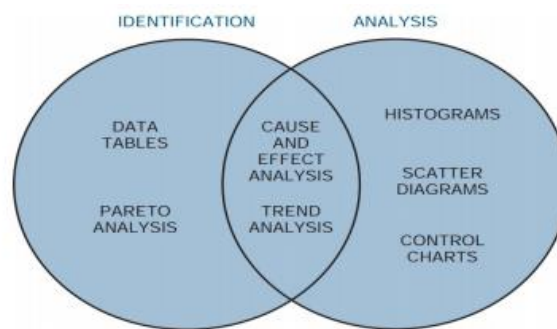 IDENTIFICATION
ANALYSIS
DATA
TABLES
PARETO
ANALYSIS
CAUSE
AND
EFFECT
ANALYSIS
TREND
ANALYSIS
HISTOGRAMS
SCATTER
DIAGRAMS
CONTROL
CHARTS